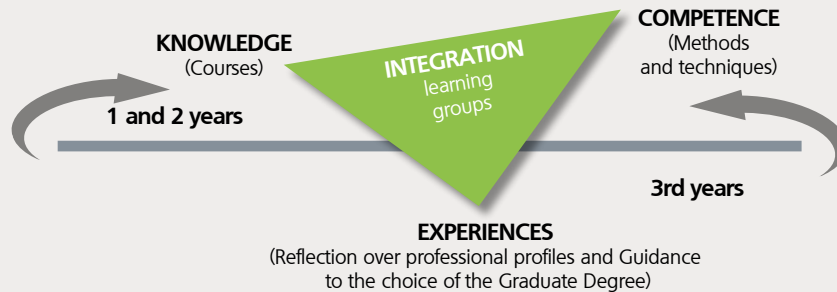 KNOWLEDGE
(Courses)
1 and 2 years
INTEGRATION
learning
groups
COMPETENCE
(Methods
and techniques)
3rd years
EXPERIENCES
(Reflection over professional profiles and Guidance
to the choice of the Graduate Degree)